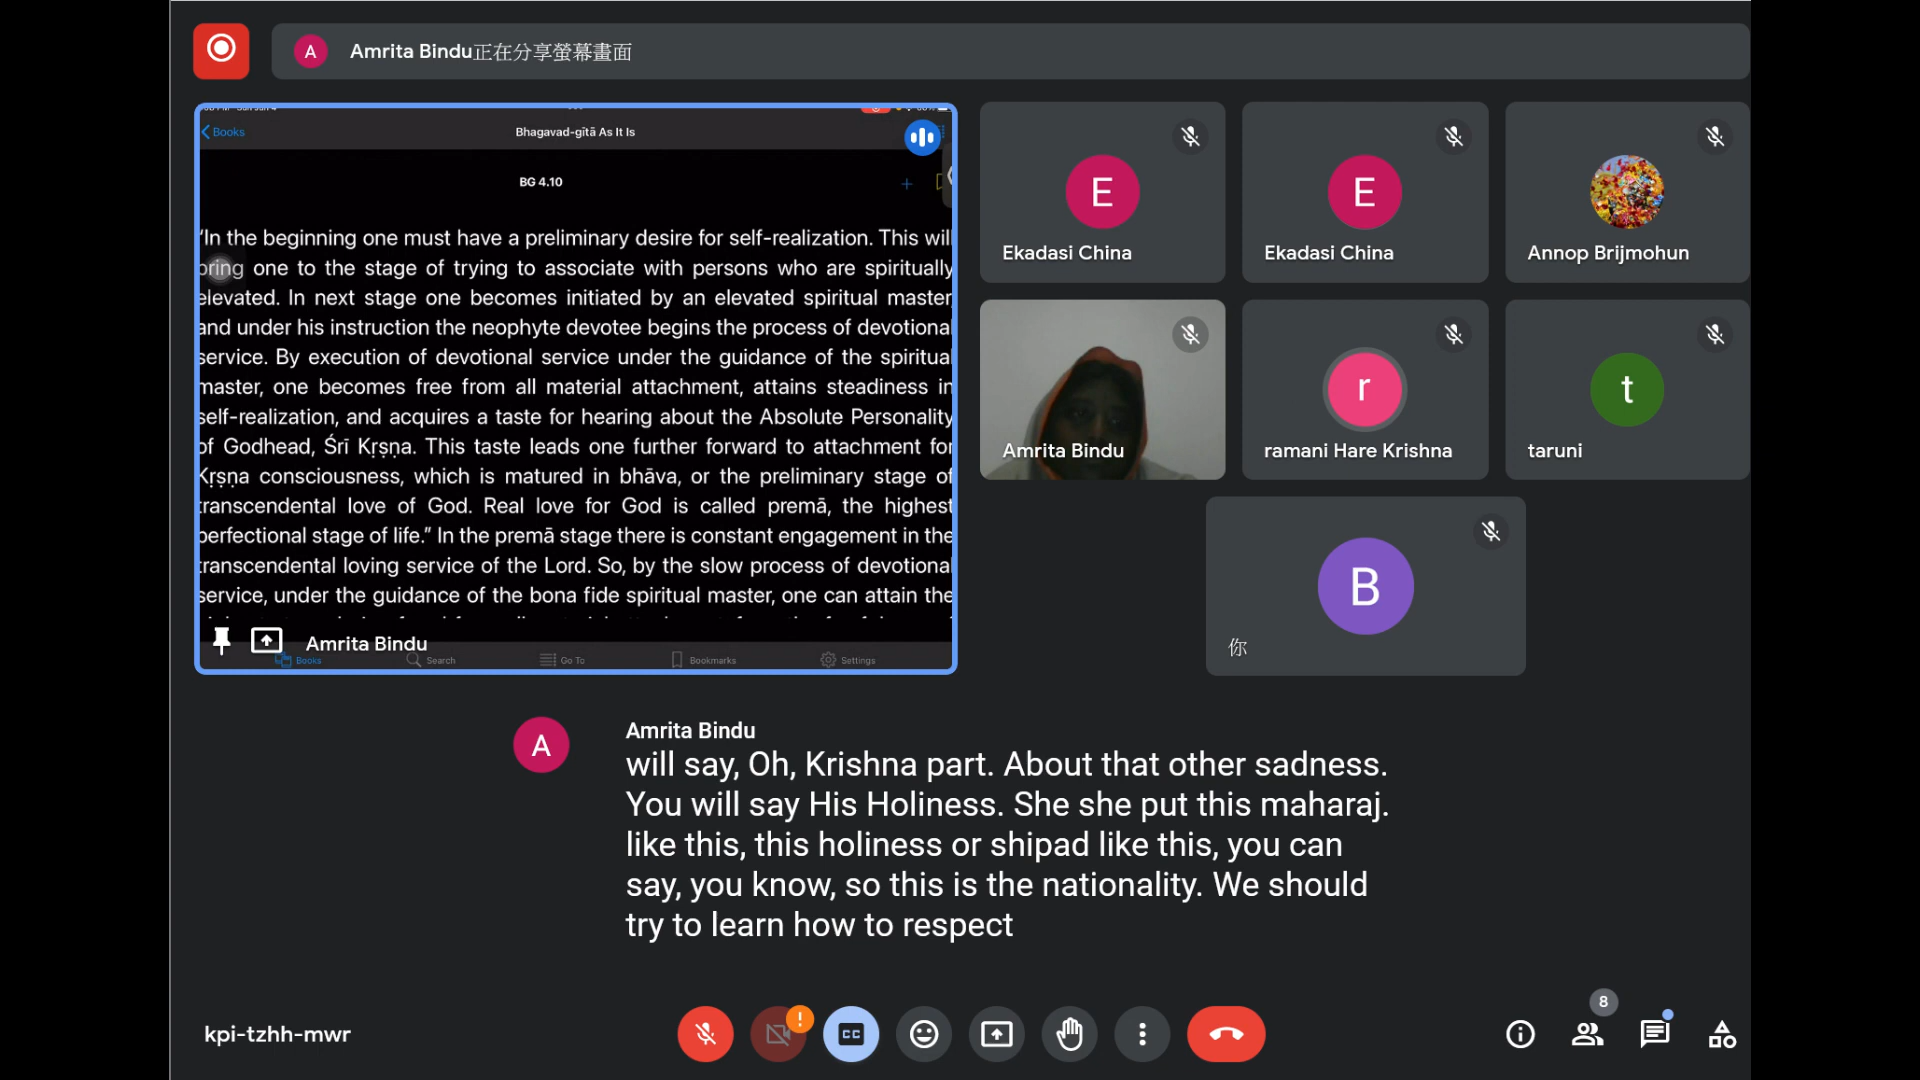 A Amrita Bindu正在分享螢幕畫面
Books
Bhagavad-gītā As It Is
BG 4.10
“In the beginning one must have a preliminary desire for self-realization. This will
bring one to the stage of trying to associate with persons who are spiritually
elevated. In next stage one becomes initiated by an elevated spiritual master
and under his instruction the neophyte devotee begins the process of devotional
service. By execution of devotional service under the guidance of the spiritual
master, one becomes free from all material attachment, attains steadiness in
self-realization, and acquires a taste for hearing about the Absolute Personality
of Godhead, Śrī Kṛṣṇa. This taste leads one further forward to attachment for
Kṛṣṇa consciousness, which is matured in bhāva, or the preliminary stage of
transcendental love of God. Real love for God is called premā, the highest
perfectional stage of life.” In the premā stage there is constant engagement in the
transcendental loving service of the Lord. So, by the slow process of devotional
service, under the guidance of the bona fide spiritual master, one can attain the
Amrita Bindu
Books
Search
Go To
Bookmarks
Settings
E
Ekadasi China
E
Ekadasi China
Annop Brijmohun
Amrita Bindu
r
ramani Hare Krishna
t
taruni
B
你
A
Amrita Bindu
will say, Oh, Krishna part. About that other sadness.
You will say His Holiness. She she put this maharaj.
like this, this holiness or shipad like this, you can
say, you know, so this is the nationality. We should
try to learn how to respect
kpi-tzhh-mwr
!
CC
8